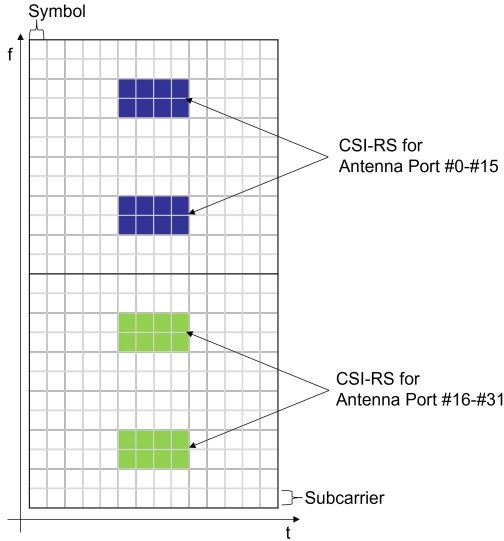 Symbol
f
CSI-RS for
Antenna Port #0-#15
CSI-RS for
Antenna Port #16-#31
Subcarrier
t